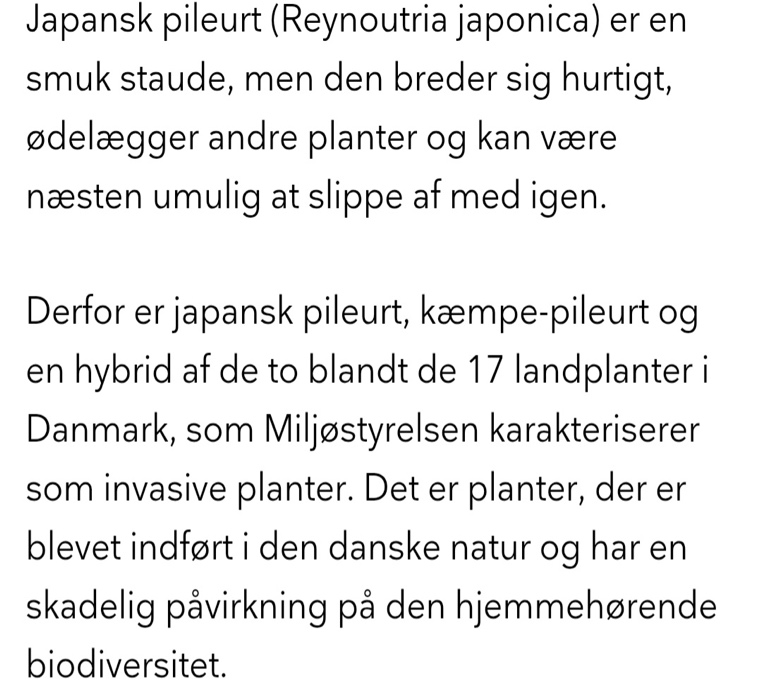 Japansk pileurt (Reynoutria japonica) er en
smuk staude, men den breder sig hurtigt,
ødelægger andre planter og kan være
næsten umulig at slippe af med igen.
Derfor er japansk pileurt, kæmpe-pileurt og
en hybrid af de to blandt de 17 landplanter i
Danmark, som Miljøstyrelsen karakteriserer
som invasive planter. Det er planter, der er
blevet indført i den danske natur og har en
skadelig påvirkning på den hjemmehørende
biodiversitet.